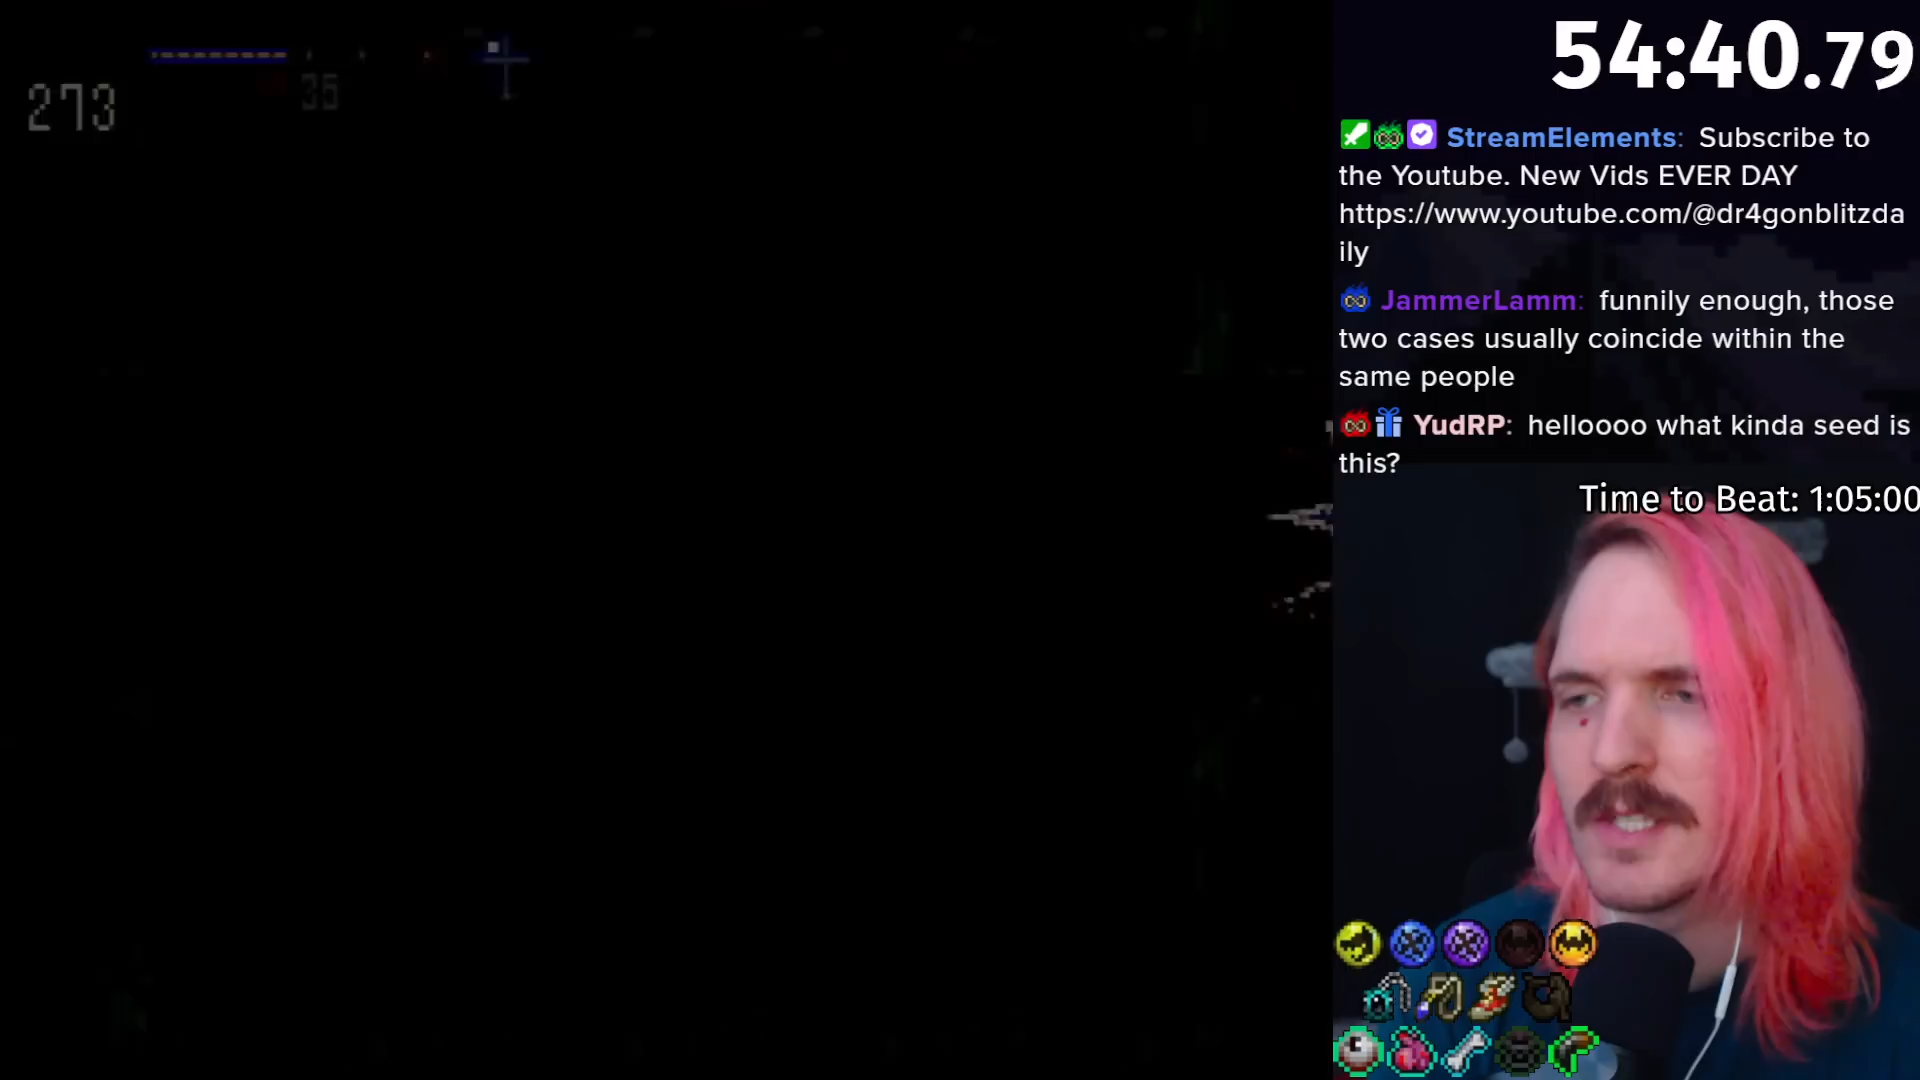 273
35
54:40.79
StreamElements: Subscribe to
the Youtube. New Vids EVER DAY
https://www.youtube.com/@dr4gonblitzda
ily
JammerLamm: funnily enough, those
two cases usually coincide within the
same people
YudRP: helloooo what kinda seed is
this?
Time to Beat: 1:05:00